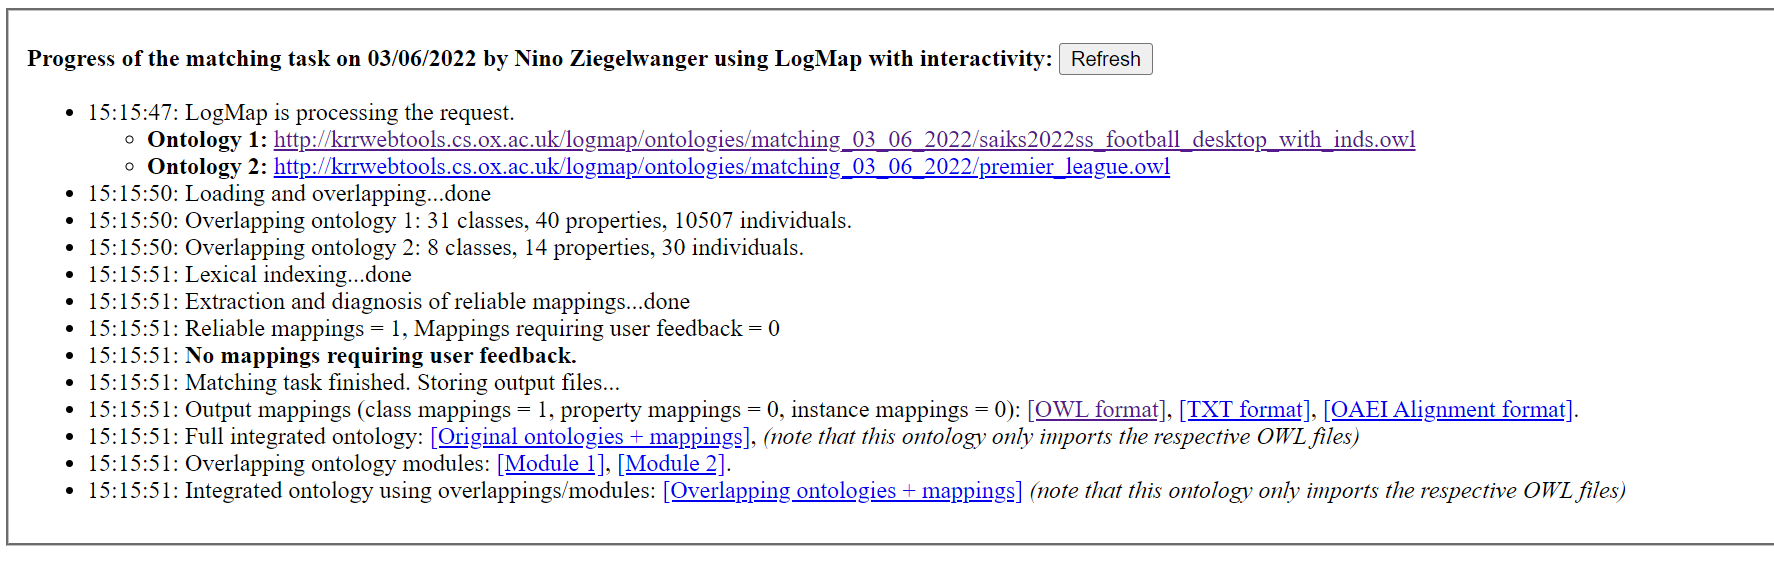 Progress of the matching task on 03/06/2022 by Nino Ziegelwanger using LogMap with interactivity: Refresh
15:15:47: LogMap is processing the request.
Ontology 1: http://krrwebtools.cs.ox.ac.uk/logmap/ontologies/matching_03_06_2022/saiks2022ss_football_desktop_with_inds.owl
Ontology 2: http://krrwebtools.cs.ox.ac.uk/logmap/ontologies/matching_03_06_2022/premier_league.owl
15:15:50: Loading and overlapping...done
15:15:50: Overlapping ontology 1: 31 classes, 40 properties, 10507 individuals.
15:15:50: Overlapping ontology 2: 8 classes, 14 properties, 30 individuals.
15:15:51: Lexical indexing...done
15:15:51: Extraction and diagnosis of reliable mappings...done
15:15:51: Reliable mappings = 1, Mappings requiring user feedback = 0
15:15:51: No mappings requiring user feedback.
15:15:51: Matching task finished. Storing output files...
15:15:51: Output mappings (class mappings = 1, property mappings = 0, instance mappings = 0): [OWL format], [TXT format], [OAEI Alignment format].
15:15:51: Full integrated ontology: [Original ontologies + mappings], (note that this ontology only imports the respective OWL files)
15:15:51: Overlapping ontology modules: [Module 1], [Module 2].
15:15:51: Integrated ontology using overlappings/modules: [Overlapping ontologies + mappings] (note that this ontology only imports the respective OWL files)